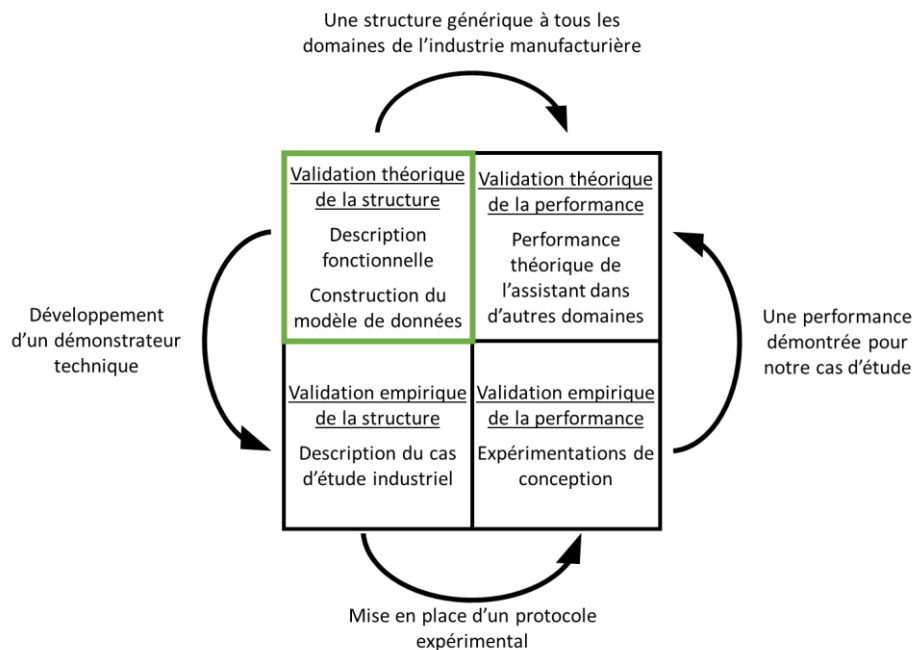 Une structure générique à tous les
domaines de l’industrie manufacturière
Validation théorique
de la structure
Description
fonctionnelle
Construction du
modèle de données
Validation théorique
de la performance
Performance
théorique de
l’assistant dans
d’autres domaines
Développement
d’un démonstrateur
technique
Une performance
démontrée pour
notre cas d’étude
Validation empirique
de la structure
Description du cas
d’étude industriel
Validation empirique
de la performance
Expérimentations de
conception
Mise en place d’un protocole
expérimental